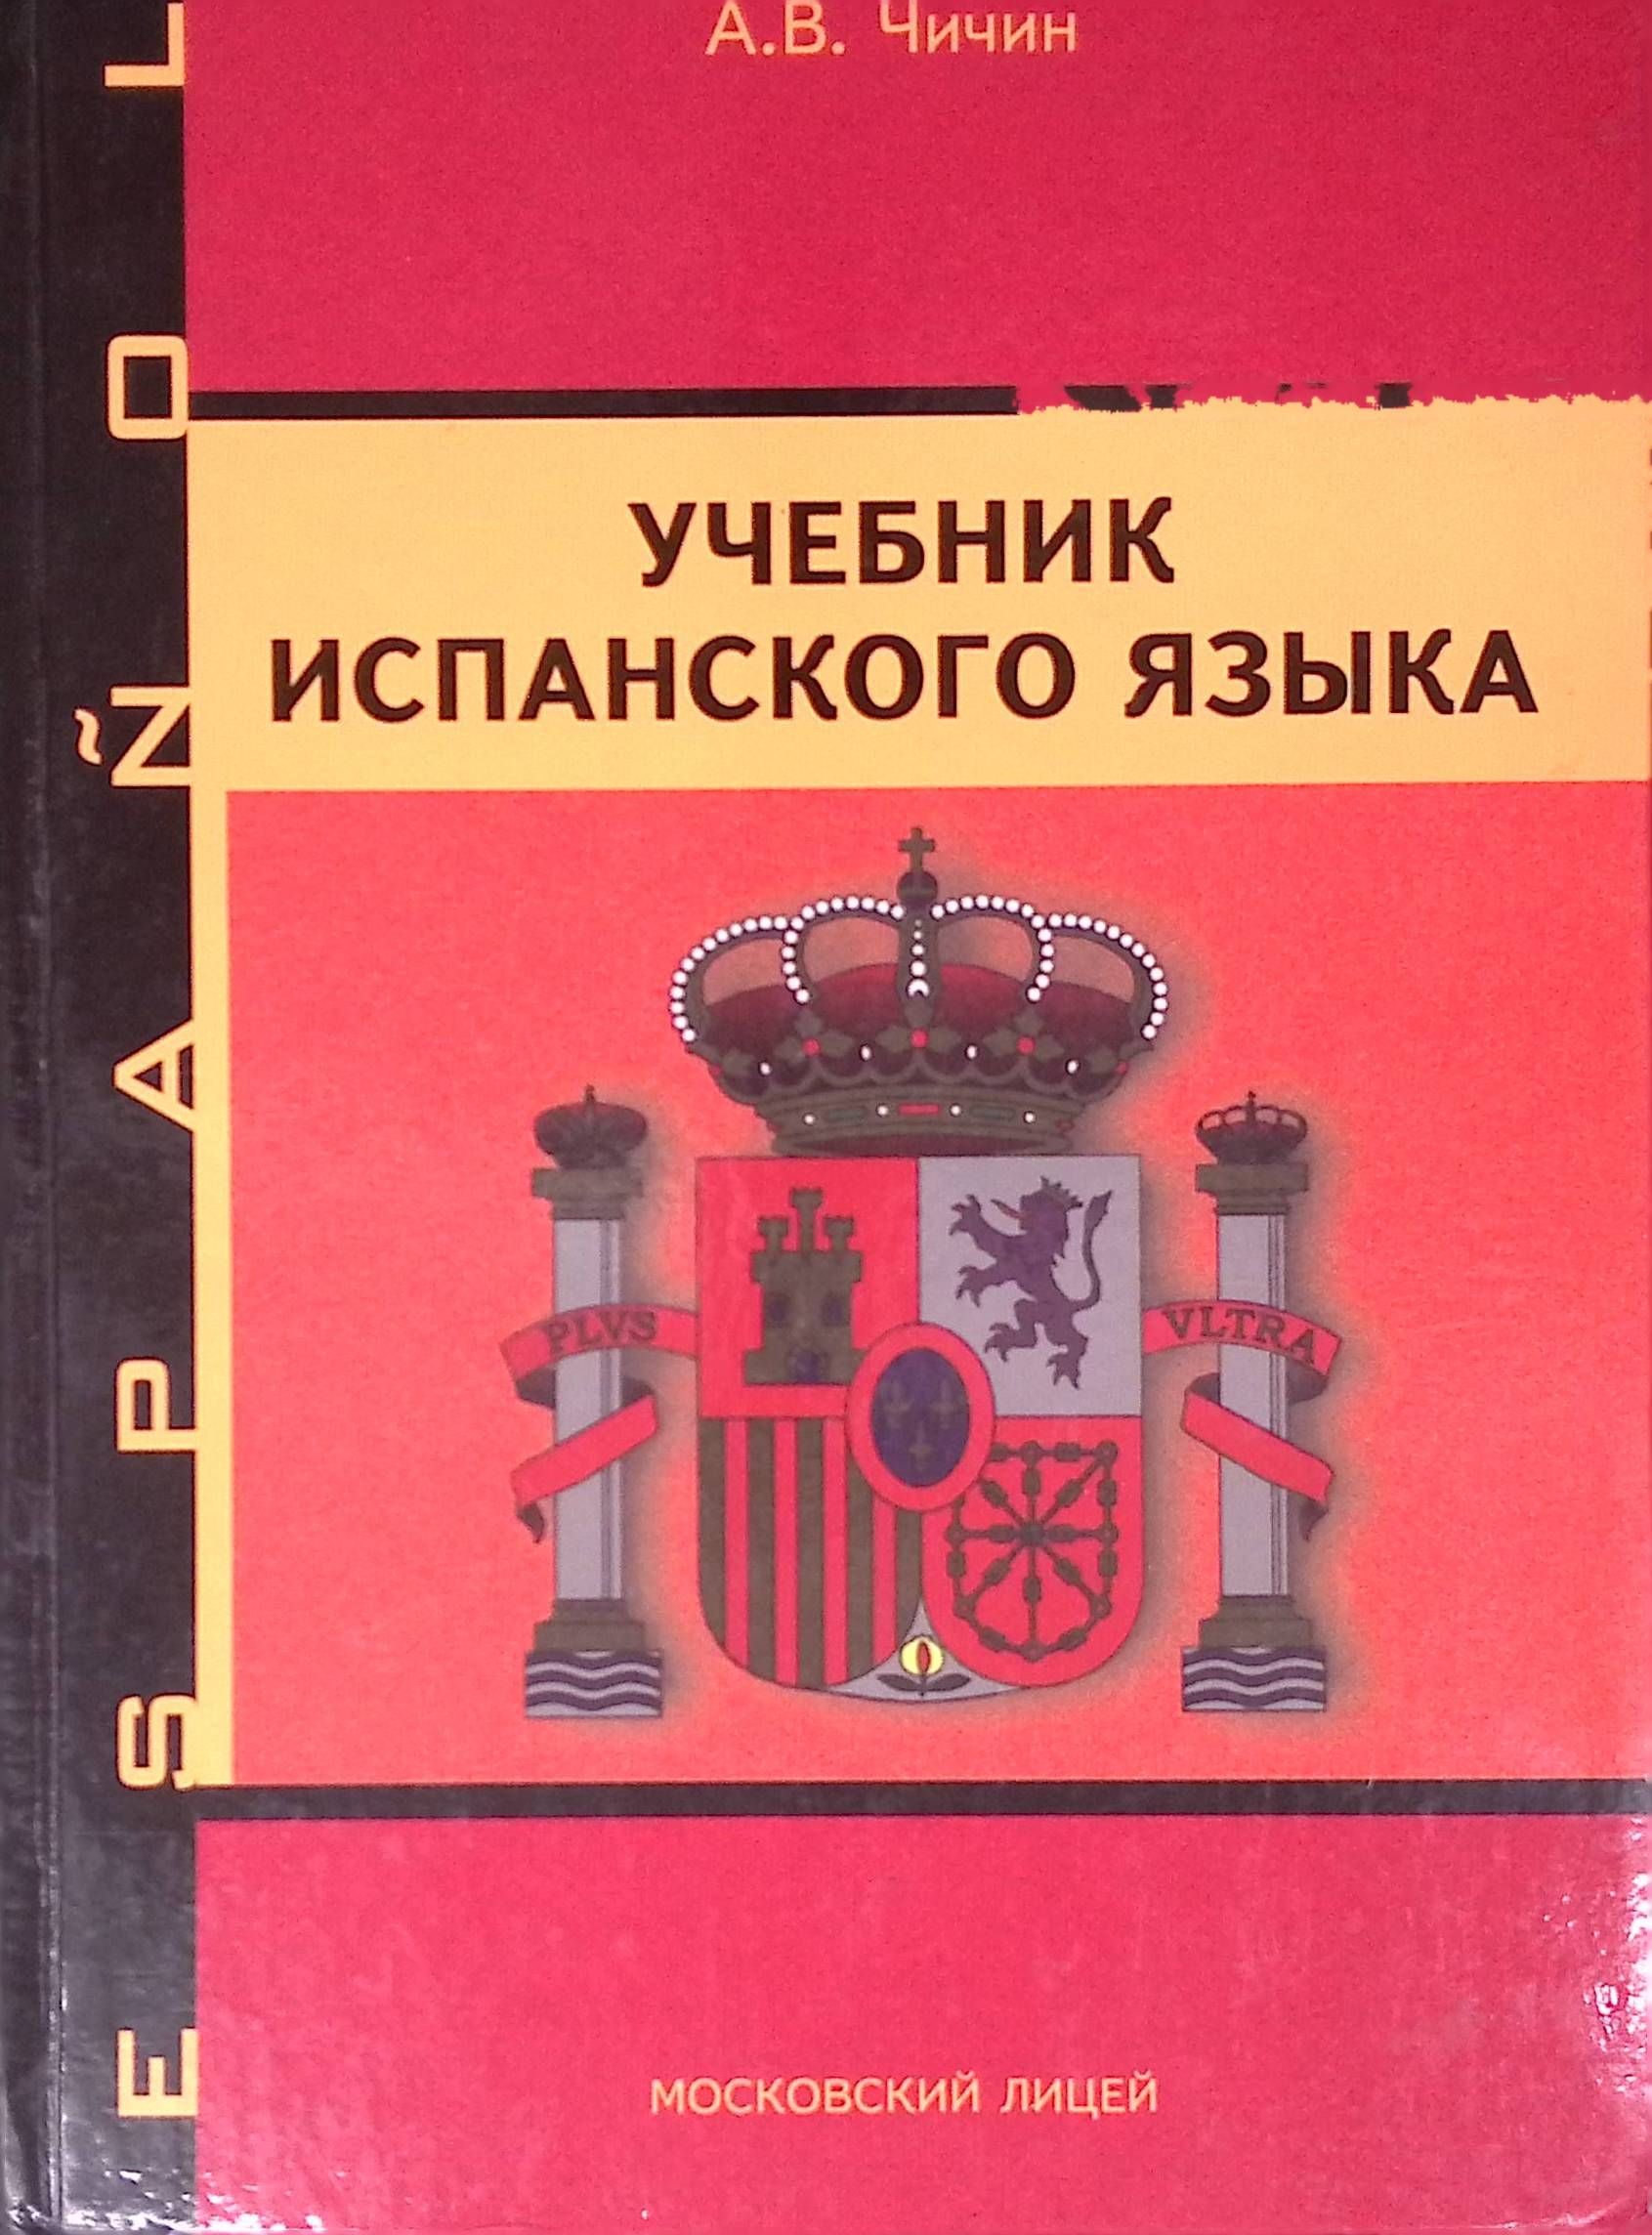 А.В. Чичин
ESPAÑOL
УЧЕБНИК
ИСПАНСКОГО ЯЗЫКА
PLVS
VLTRA
МОСКОВСКИЙ ЛИЦЕЙ